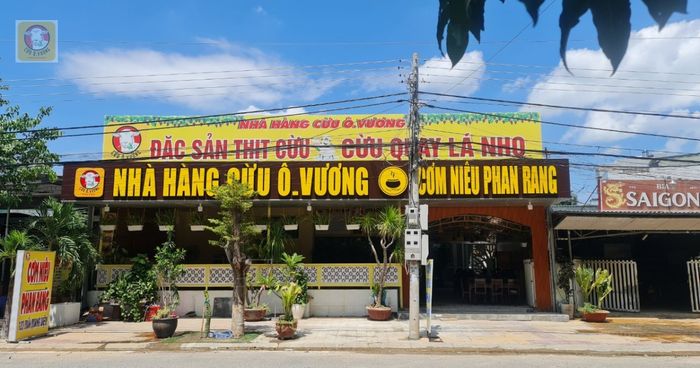 NHÀ HÀNG CỪU Ô.VƯƠNG
ĐẶC SẢN THỊT CỪU CỪU QUAY LÁ NHO
NHÀ HÀNG CỪU Ô.VƯƠNG
CƠM NIÊU PHAN RANG
BIA
SAIGON
CƠM NIÊU
PHAN RANG